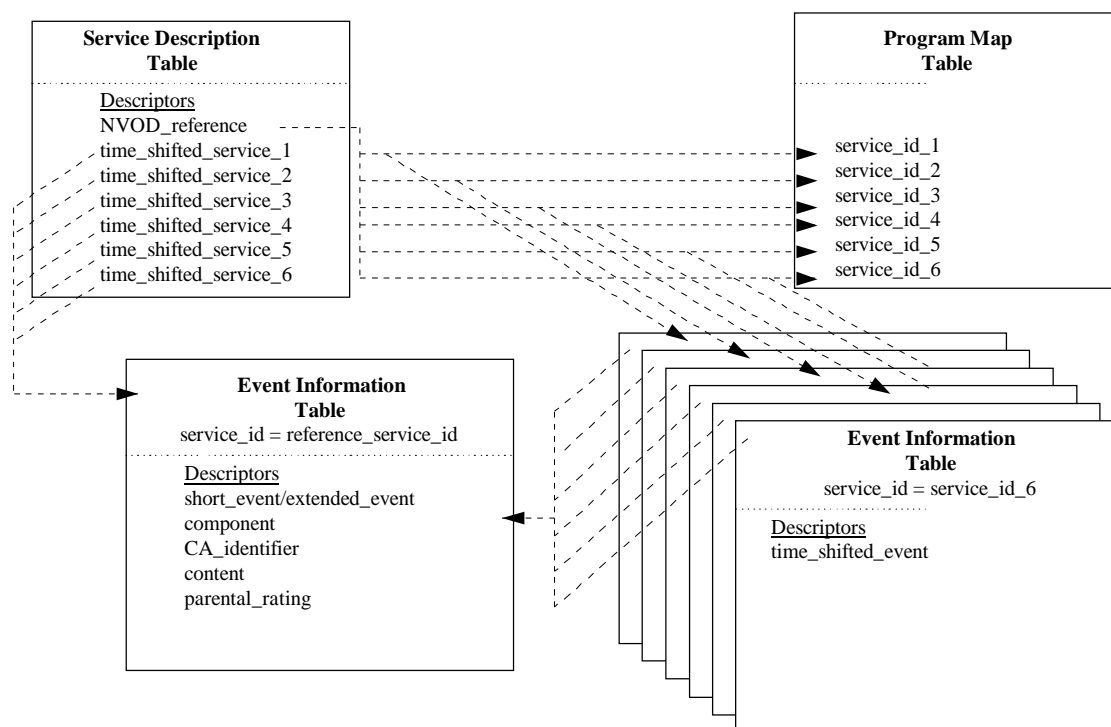 Service Description
Table
Descriptors
NVOD_reference
time_shifted_service_1
time_shifted_service_2
time_shifted_service_3
time_shifted_service_4
time_shifted_service_5
time_shifted_service_6
Program Map
Table
service_id_1
service_id_2
service_id_3
service_id_4
service_id_5
service_id_6
Event Information
Table
service_id = reference_service_id
Descriptors
short_event/extended_event
component
CA_identifier
content
parental_rating
Event Information
Table
service_id = service_id_6
Descriptors
time_shifted_event